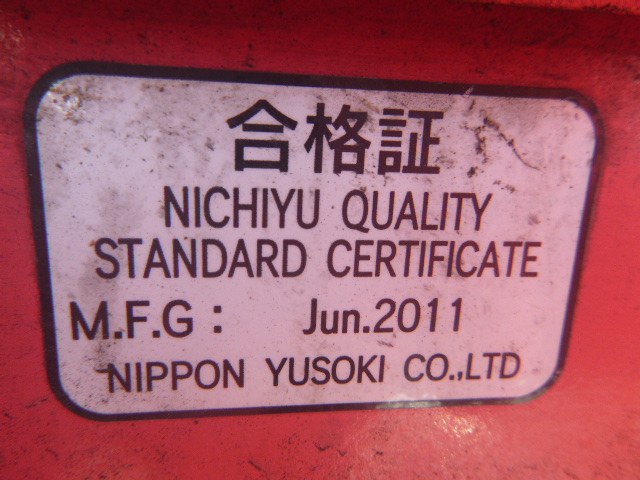 合格証
NICHIYU QUALITY
STANDARD CERTIFICATE
M.F.G : Jun.2011
NIPPON YUSOKI CO.,LTD